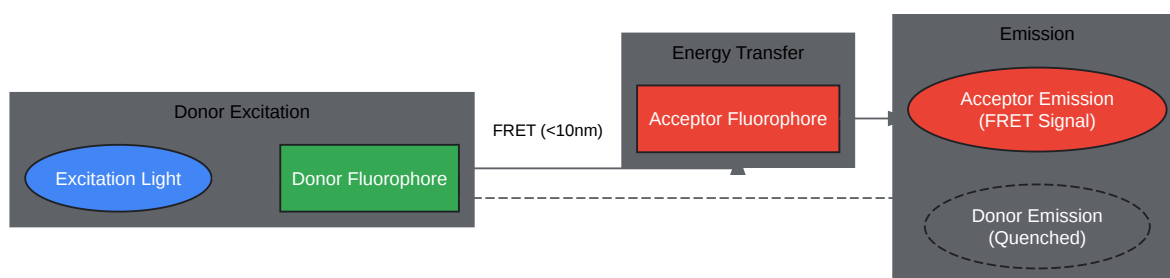 Donor Excitation
Excitation Light
Donor Fluorophore
FRET (<10nm)
Energy Transfer
Acceptor Fluorophore
Emission
Acceptor Emission
(FRET Signal)
Donor Emission
(Quenched)